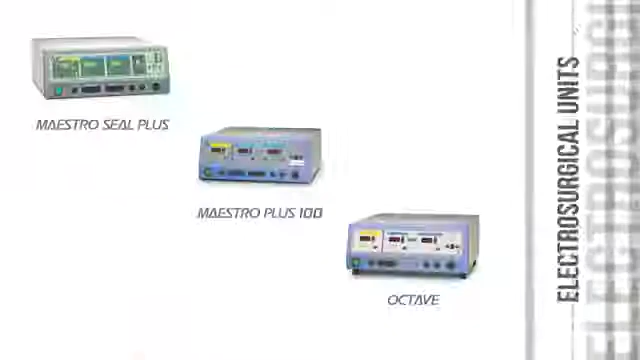 MAESTRO SEAL PLUS
MAESTRO PLUS 100
OCTAVE
ELECTROSURGICAL UNITS